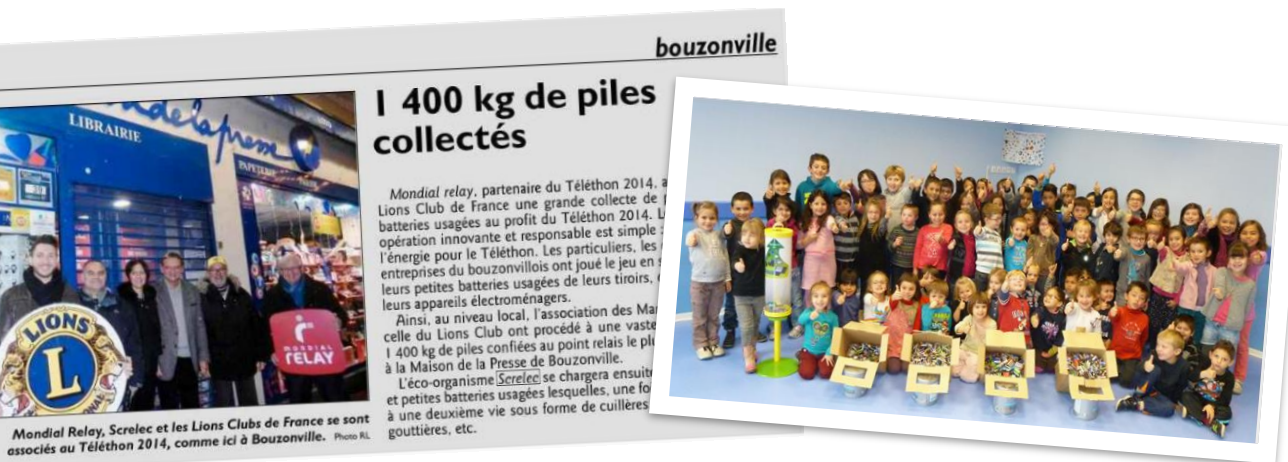 bouzonville
LIBRAIRIE
PAPETERIE
LIONS
L
MONDIAL
RELAY
Mondial Relay, Screlec et les Lions Clubs de France se sont
associés au Téléthon 2014, comme ici à Bouzonville. Photo RL
1 400 kg de piles
collectés
Mondial relay, partenaire du Téléthon 2014,
Lions Club de France une grande collecte de
batteries usagées au profit du Téléthon 2014.
opération innovante et responsable est simple :
l'énergie pour le Téléthon. Les particuliers, les
entreprises du bouzonvillois ont joué le jeu en
leurs petites batteries usagées de leurs tiroirs,
leurs appareils électroménagers.
Ainsi, au niveau local, l'association des
celle du Lions Club ont procédé à une vaste
1 400 kg de piles confiées au point relais le
à la Maison de la Presse de Bouzonville.
L'éco-organisme Screlec se chargera ensuite
et petites batteries usagées lesquelles, une
à une deuxième vie sous forme de cuillères
gouttières, etc.